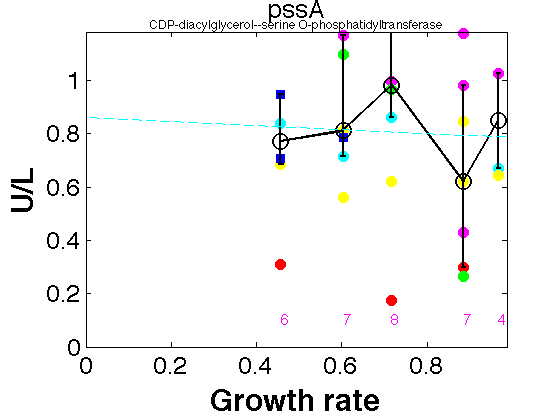 pssA
CDP-diacylglycerol--serine O-phosphatidyltransferase
U/L
1
0.8
0.6
0.4
0.2
0
6 7 8 7 4
0 0.2 0.4 0.6 0.8
Growth rate